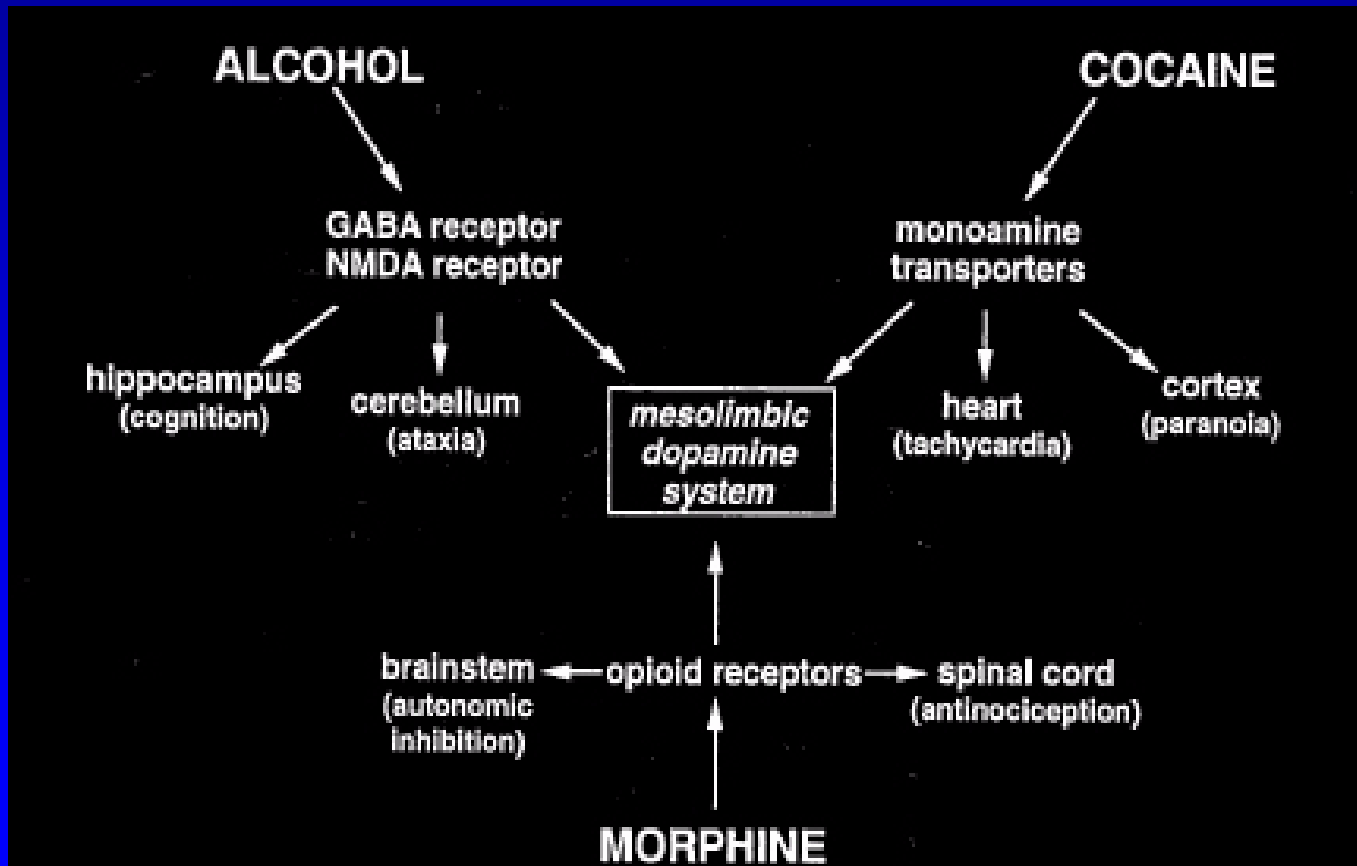 ALCOHOL
COCAINE
GABA receptor
NMDA receptor
monoamine
transporters
hippocampus
(cognition)
cerebellum
(ataxia)
mesolimbic
dopamine
system
heart
(tachycardia)
cortex
(paranoia)
brainstem
(autonomic
inhibition)
opioid receptors
spinal cord
(antinociception)
MORPHINE